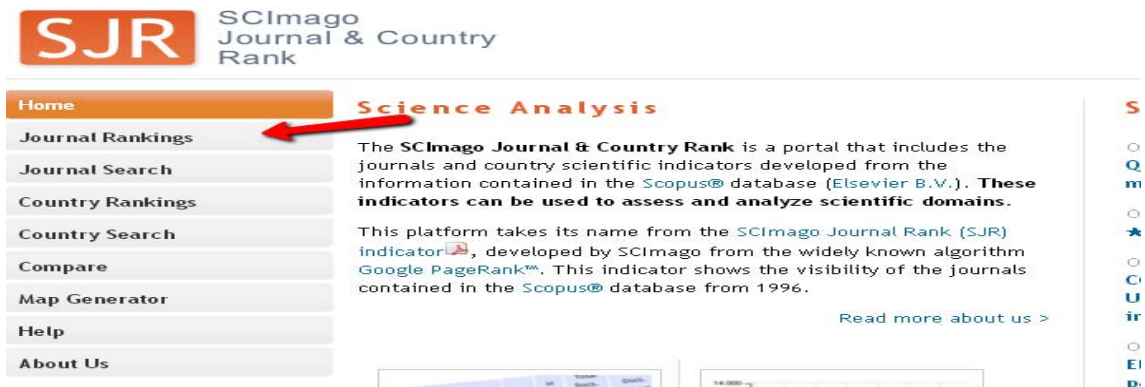 SJR
SCImago
Journal & Country
Rank
Home
Journal Rankings
Journal Search
Country Rankings
Country Search
Compare
Map Generator
Help
About Us
Science Analysis
The SCImago Journal & Country Rank is a portal that includes the
journals and country scientific indicators developed from the
information contained in the Scopus® database (Elsevier B.V.). These
indicators can be used to assess and analyze scientific domains.
This platform takes its name from the SCImago Journal Rank (SJR)
indicator, developed by SCImago from the widely known algorithm
Google PageRank™. This indicator shows the visibility of the journals
contained in the Scopus® database from 1996.
Read more about us >
14.000